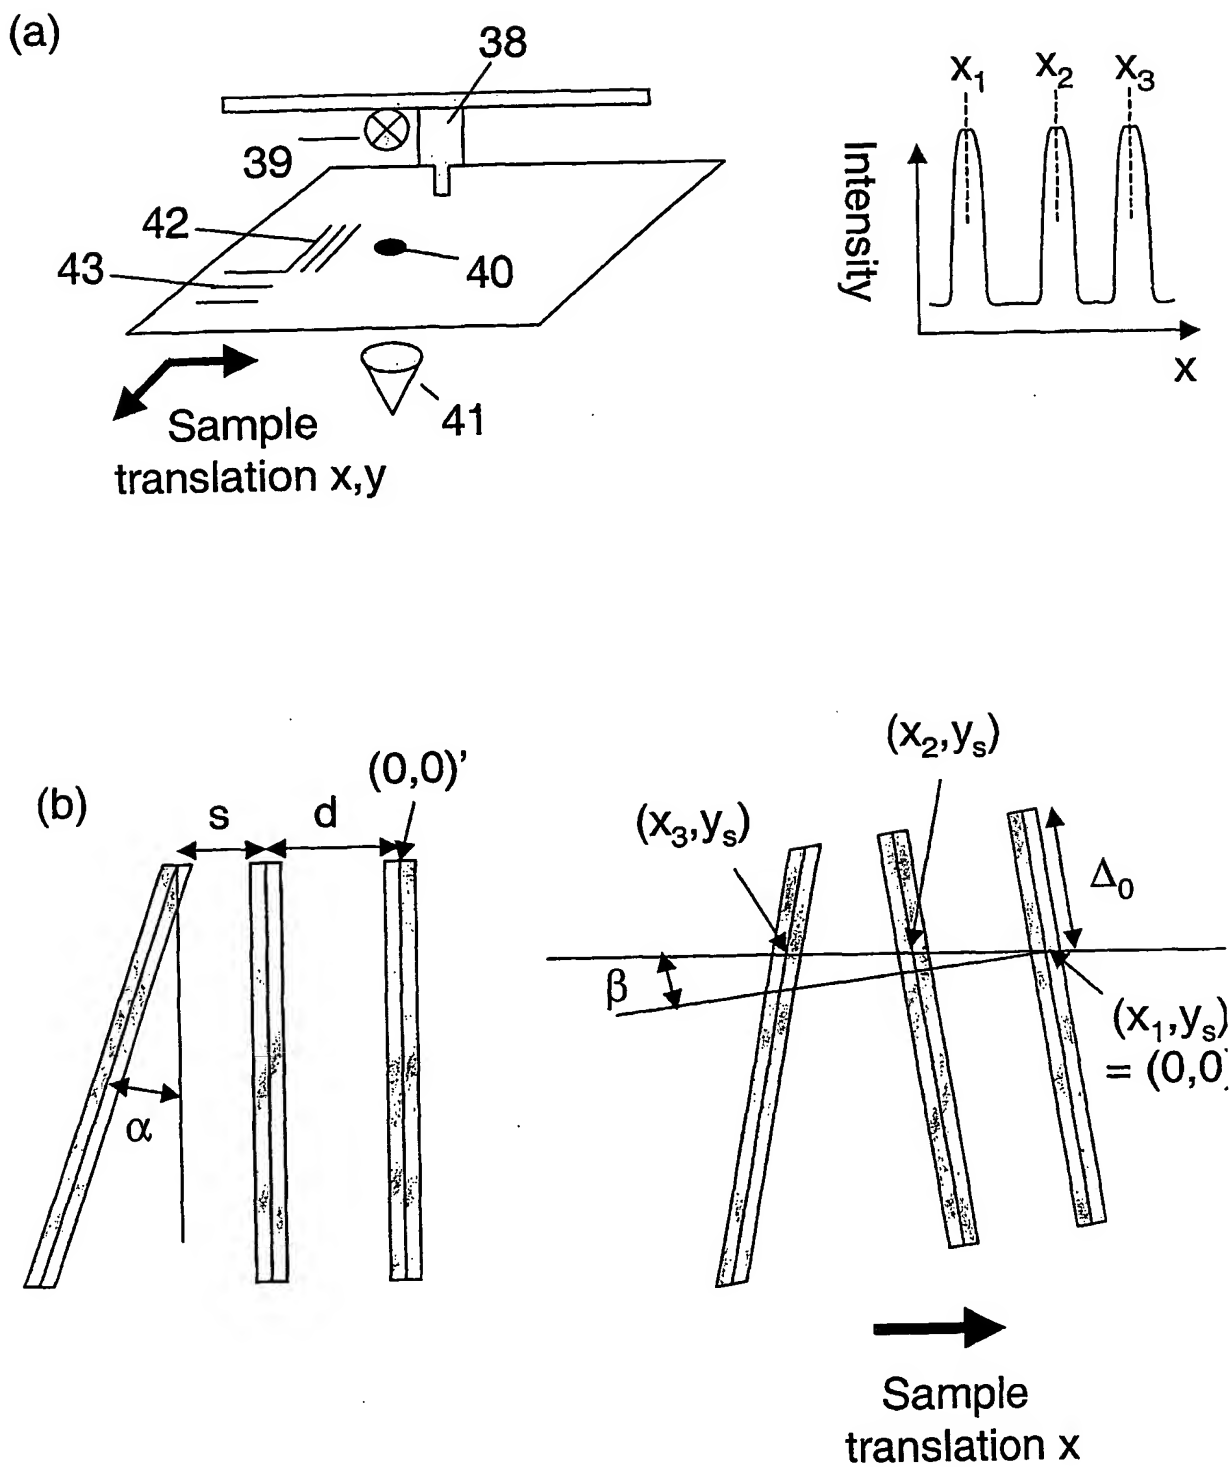 (a)
38
39
42
43
40
41
Sample
translation x,y
x₁ x₂ x₃
Intensity
x
(b)
s
d
(0,0)'
α
(x₂,yₛ)
(x₃,yₛ)
Δ₀
β
(x₁,yₛ)
= (0,0)
Sample
translation x